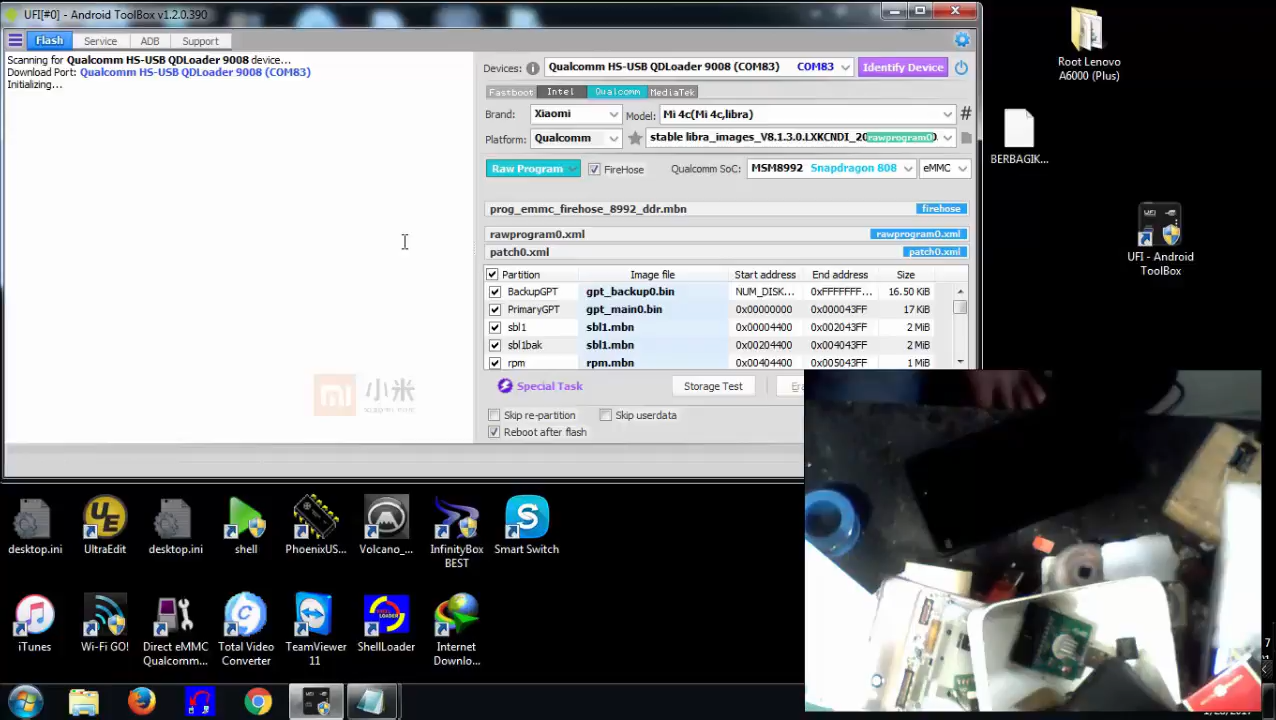 UFI[#0] - Android ToolBox v1.2.0.390
Flash Service ADB Support
Scanning for Qualcomm HS-USB QDLoader 9008 device...
Download Port: Qualcomm HS-USB QDLoader 9008 (COM83)
Initializing...
小米
Devices: Qualcomm HS-USB QDLoader 9008 (COM83) COM83 Identify Device
Fastboot Intel Qualcomm MediaTek
Brand: Xiaomi Model: Mi 4c(Mi 4c,libra) #
Platform: Qualcomm stable libra_images_V8.1.3.0.LXKCNDI_20 rawprogram0
Raw Program FireHose Qualcomm SoC: MSM8992 Snapdragon 808 eMMC
prog_emmc_firehose_8992_ddr.mbn firehose
rawprogram0.xml rawprogram0.xml
patch0.xml patch0.xml
Partition Image file Start address End address Size
BackupGPT gpt_backup0.bin NUM_DISK... 0xFFFFFFF... 16.50 KiB
PrimaryGPT gpt_main0.bin 0x00000000 0x000043FF 17 KiB
sbl1 sbl1.mbn 0x00004400 0x002043FF 2 MiB
sbl1bak sbl1.mbn 0x00204400 0x004043FF 2 MiB
rpm rpm.mbn 0x00404400 0x005043FF 1 MiB
Special Task Storage Test
Skip re-partition Skip userdata
Reboot after flash
Root Lenovo
A6000 (Plus)
BERBAGIK...
UFI - Android
ToolBox
desktop.ini UltraEdit desktop.ini shell PhoenixUS... Volcano_... InfinityBox
BEST Smart Switch
iTunes Wi-Fi GO! Direct eMMC
Qualcomm... Total Video
Converter TeamViewer
11 ShellLoader Internet
Downlo...